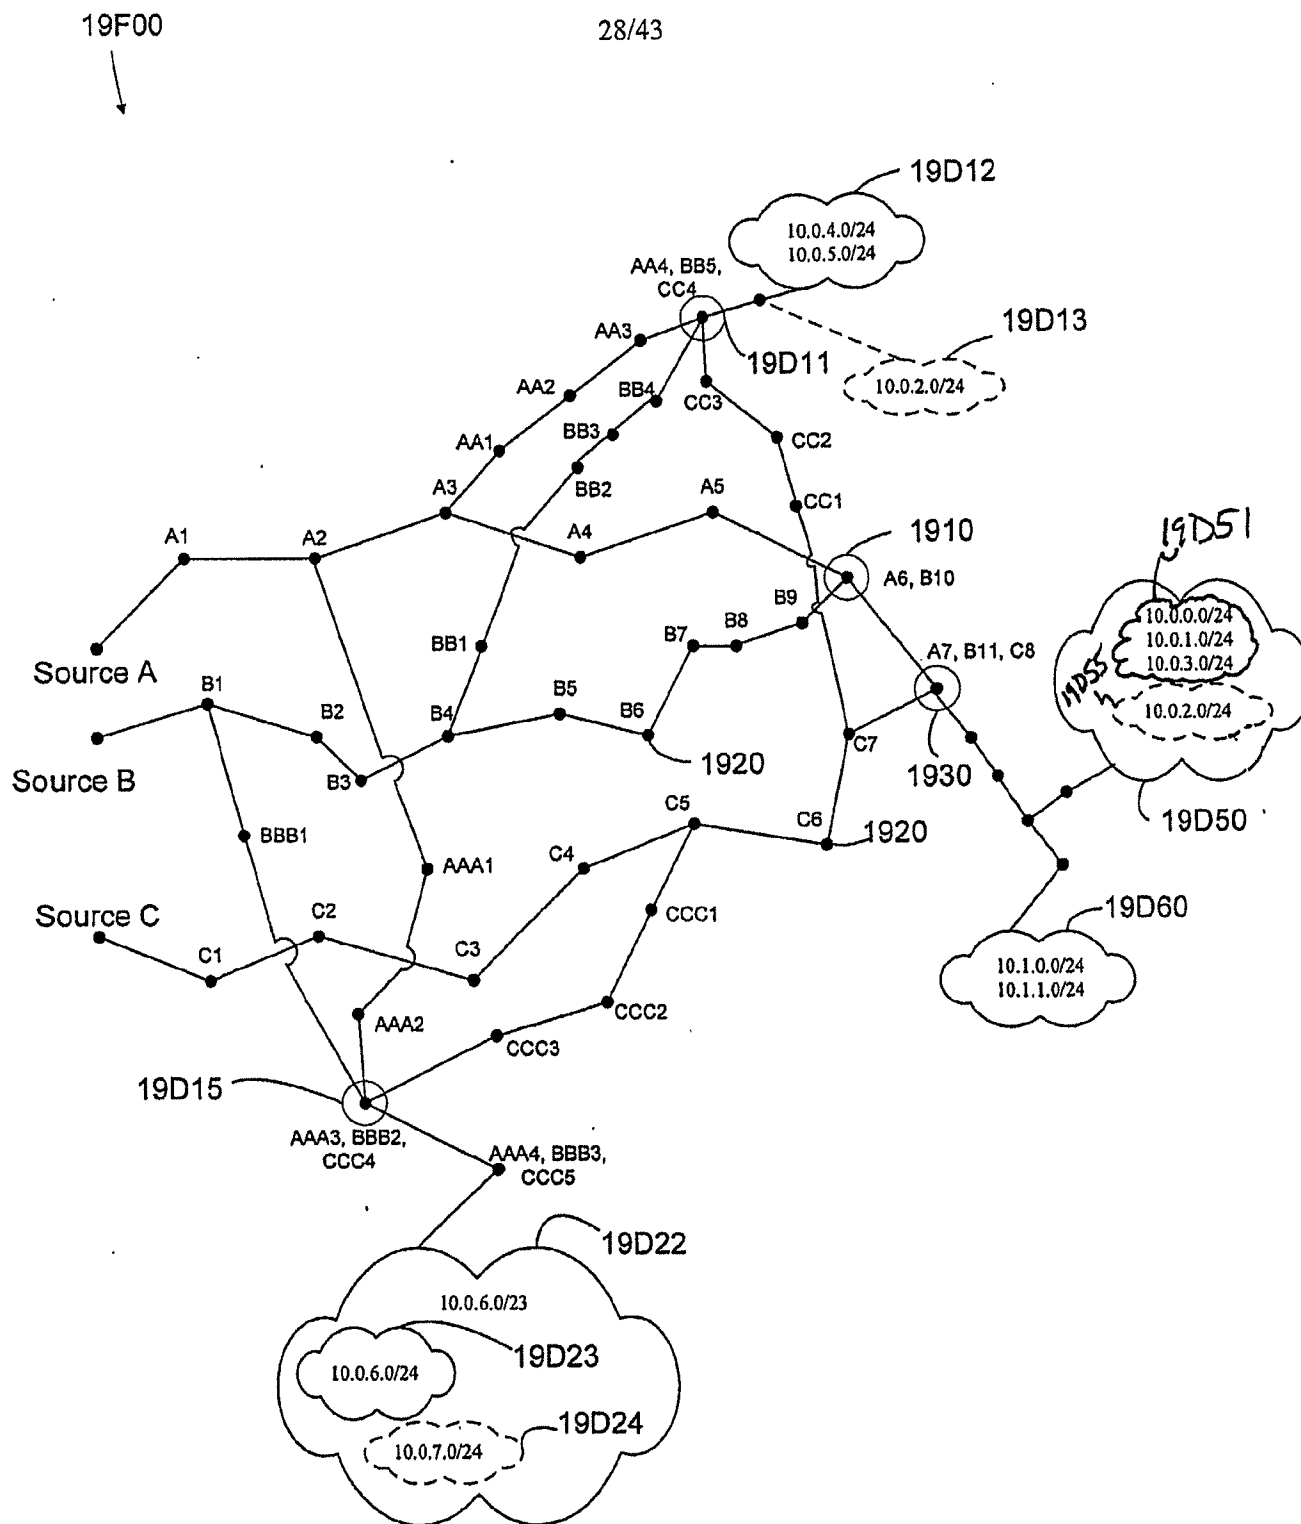 19F00
28/43
19D12
10.0.4.0/24
10.0.5.0/24
AA4, BB5,
CC4
19D13
AA3
19D11
10.0.2.0/24
AA2
BB4
CC3
BB3
CC2
AA1
BB2
A3
A5
CC1
19D51
A1
A2
A4
1910
A6, B10
10.0.0.0/24
B9
10.0.1.0/24
B7
B8
BB1
A7, B11, C8
10.0.3.0/24
Source A
19D55
B1
B5
B2
B4
B6
10.0.2.0/24
C7
Source B
1920
1930
B3
C5
C6
19D50
BBB1
1920
C4
AAA1
19D60
Source C
C2
CCC1
C3
C1
10.1.0.0/24
10.1.1.0/24
CCC2
AAA2
CCC3
19D15
AAA3, BBB2,
CCC4
AAA4, BBB3,
CCC5
19D22
10.0.6.0/23
19D23
10.0.6.0/24
19D24
10.0.7.0/24